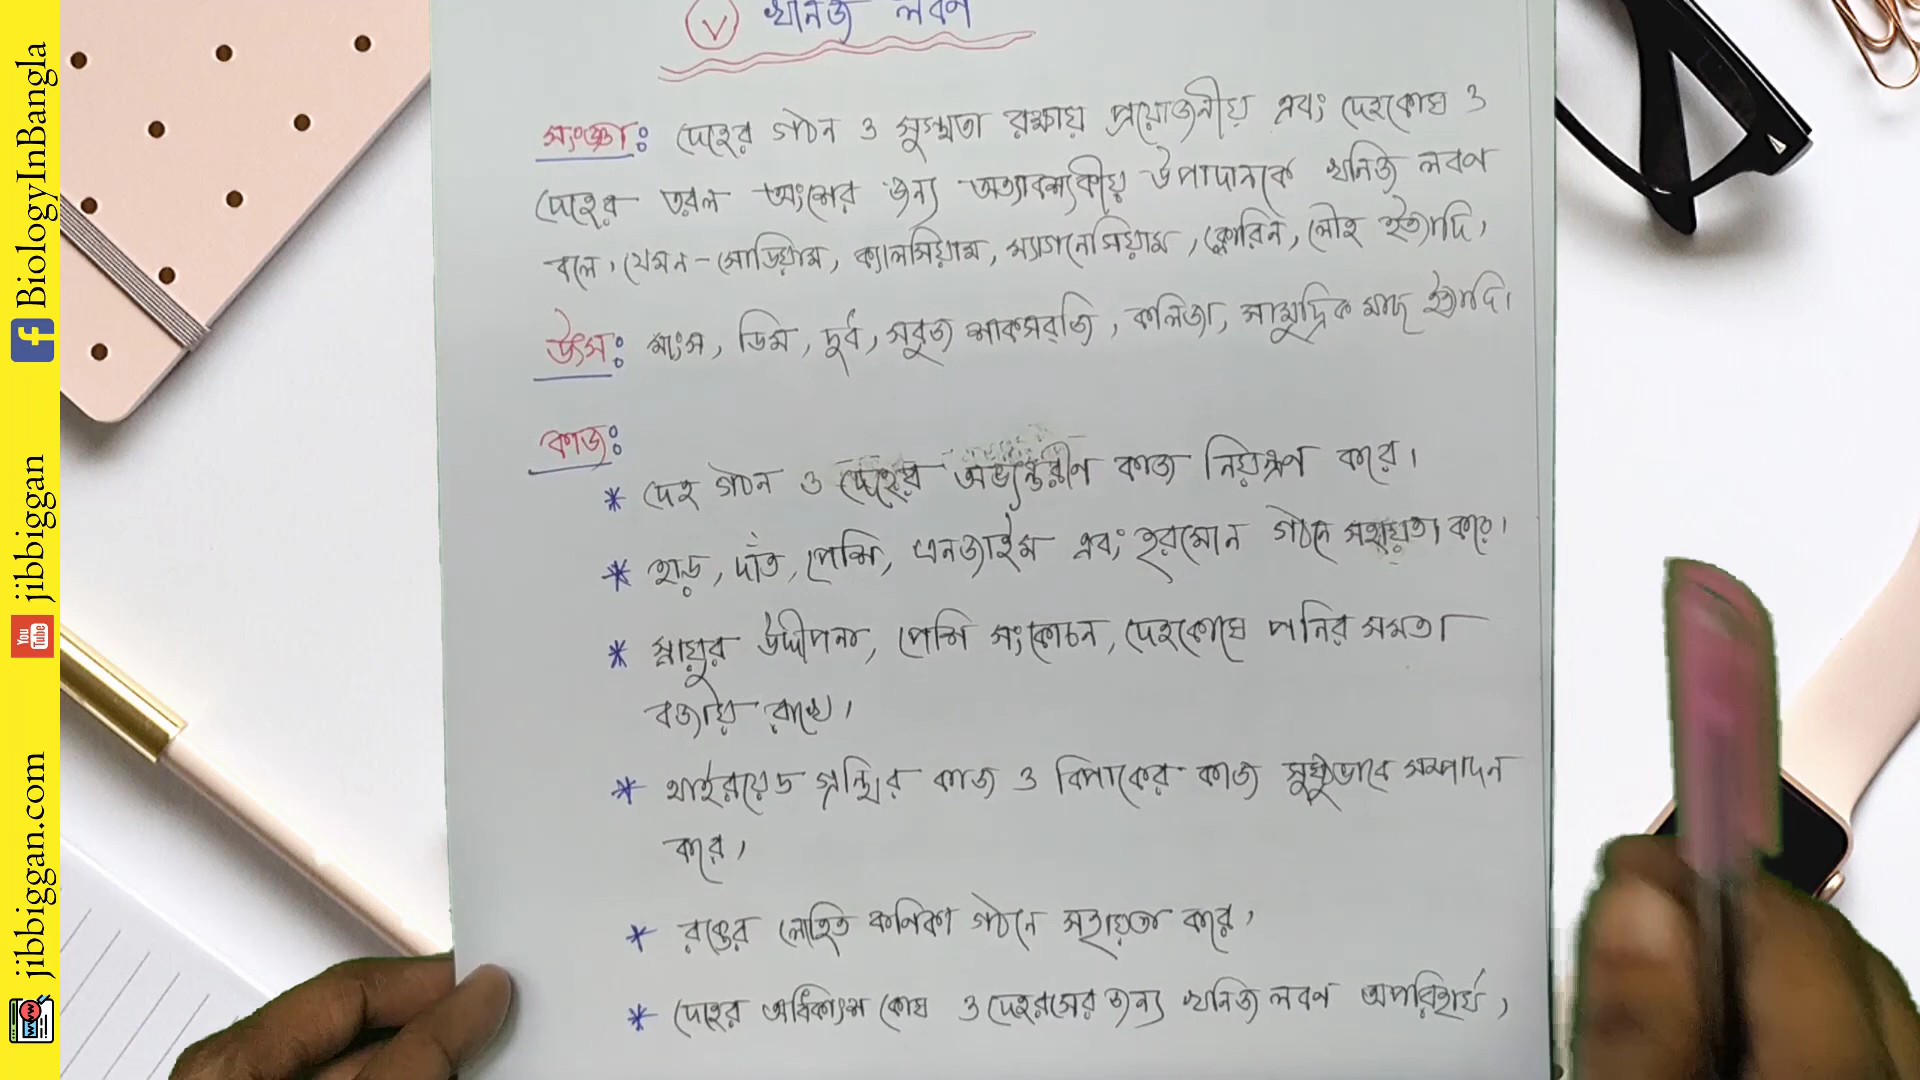 V খনিজ লবণ
সংজ্ঞা: দেহের গঠন ও সুস্থতা রক্ষায় প্রয়োজনীয় এবং দেহকোষ ও
দেহের তরল অংশের জন্য অত্যাবশ্যকীয় উপাদানকে খনিজ লবণ
বলে। যেমন - সোডিয়াম, ক্যালসিয়াম, ম্যাগনেসিয়াম, ক্লোরিন, লৌহ ইত্যাদি।
উৎস: মাংস, ডিম, দুধ, সবুজ শাকসবজি, কলিজা, সামুদ্রিক মাছ ইত্যাদি।
কাজ:
* দেহ গঠন ও দেহের অভ্যন্তরীণ কাজ নিয়ন্ত্রণ করে।
* হাড়, দাঁত, পেশি, এনজাইম এবং হরমোন গঠনে সহায়তা করে।
* স্নায়ুর উদ্দীপনা, পেশি সংকোচন, দেহকোষে পানির সমতা
বজায় রাখে।
* থাইরয়েড গ্রন্থির কাজ ও বিপাকের কাজ সুষ্ঠুভাবে সম্পাদন
করে।
* রক্তের লোহিত কণিকা গঠনে সহায়তা করে।
* দেহের অধিকাংশ কোষ ও দেহরসের জন্য খনিজ লবণ অপরিহার্য।
BiologyInBangla
You Tube jibbiggan
www jibbiggan.com